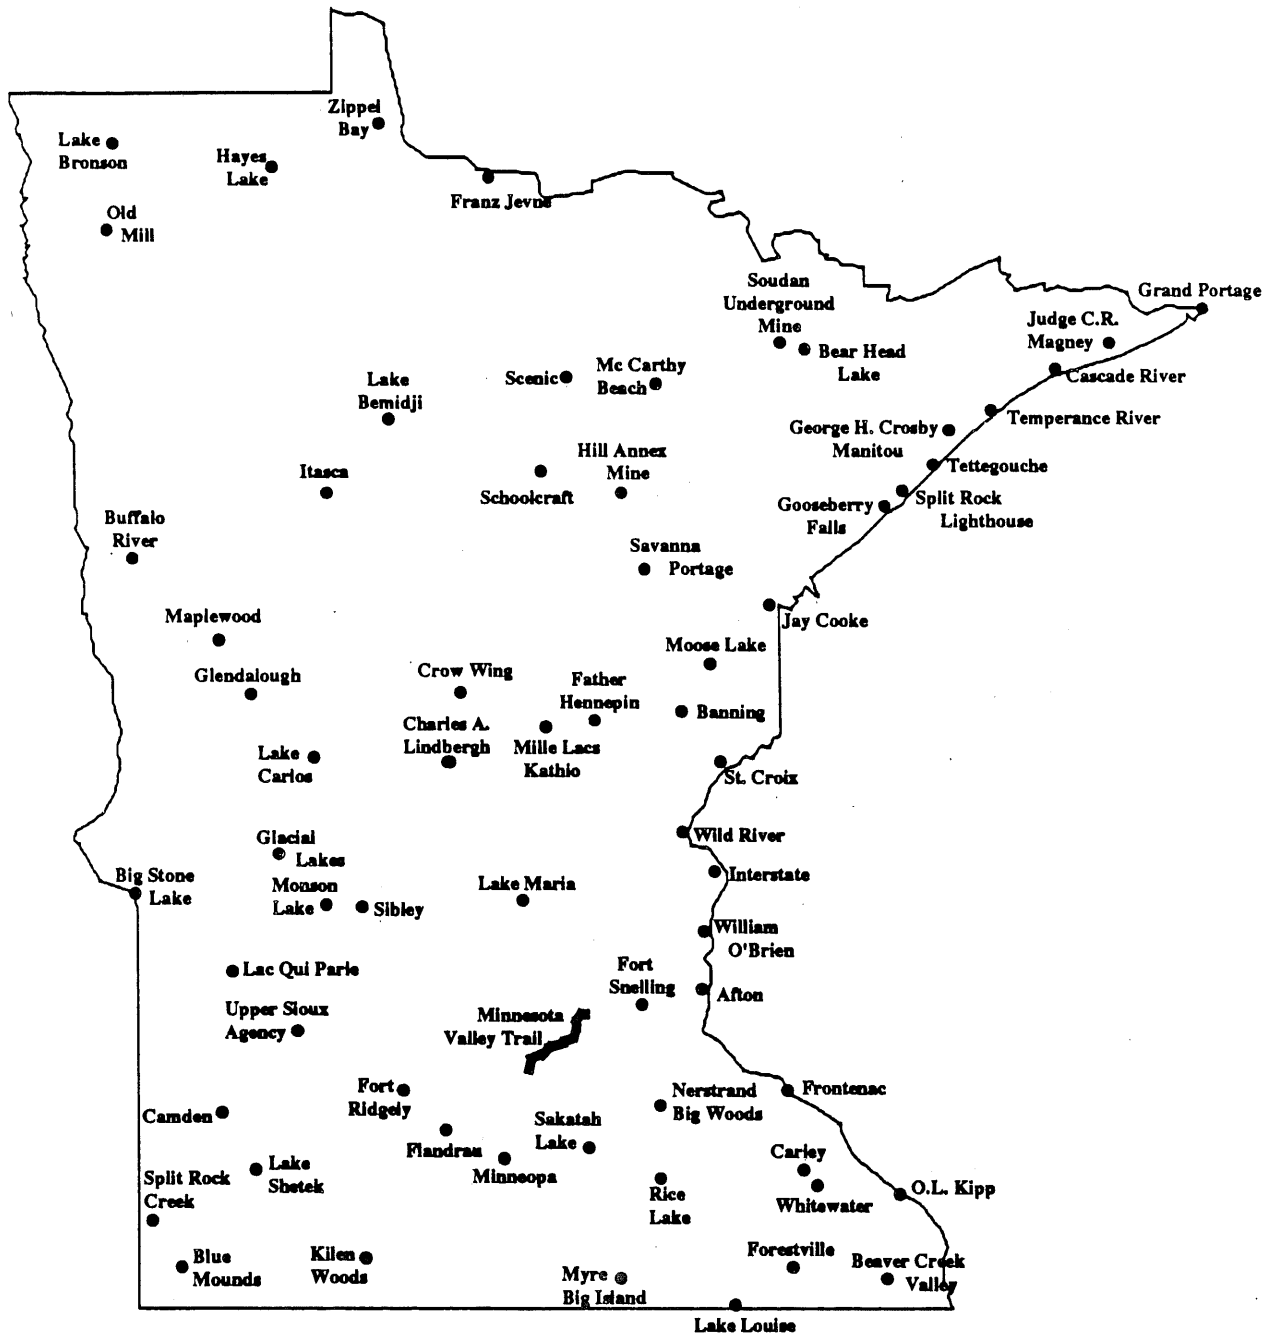 Zippel
Bay
Lake
Bronson
Hayes
Lake
Franz Jevne
Old
Mill
Soudan
Underground
Mine
Grand Portage
Judge C.R.
Magney
Bear Head
Lake
Mc Carthy
Beach
Scenic
Lake
Bemidji
Cascade River
Temperance River
George H. Crosby
Manitou
Hill Annex
Mine
Itasca
Schoolcraft
Tettegouche
Gooseberry
Falls
Split Rock
Lighthouse
Buffalo
River
Savanna
Portage
Maplewood
Jay Cooke
Moose Lake
Glendalough
Crow Wing
Father
Hennepin
Charles A.
Lindbergh
Banning
Mille Lacs
Kathio
Lake
Carlos
St. Croix
Glacial
Lakes
Wild River
Big Stone
Lake
Monson
Lake
Sibley
Lake Maria
Interstate
William
O'Brien
Lac Qui Parle
Fort
Snelling
Afton
Upper Sioux
Agency
Minnesota
Valley Trail
Fort
Ridgely
Nerstrand
Big Woods
Frontenac
Camden
Flandrau
Sakatah
Lake
Minneopa
Carley
Whitewater
Split Rock
Creek
Lake
Shetek
Rice
Lake
O.L. Kipp
Blue
Mounds
Kilen
Woods
Forestville
Beaver Creek
Valley
Myre
Big Island
Lake Louise